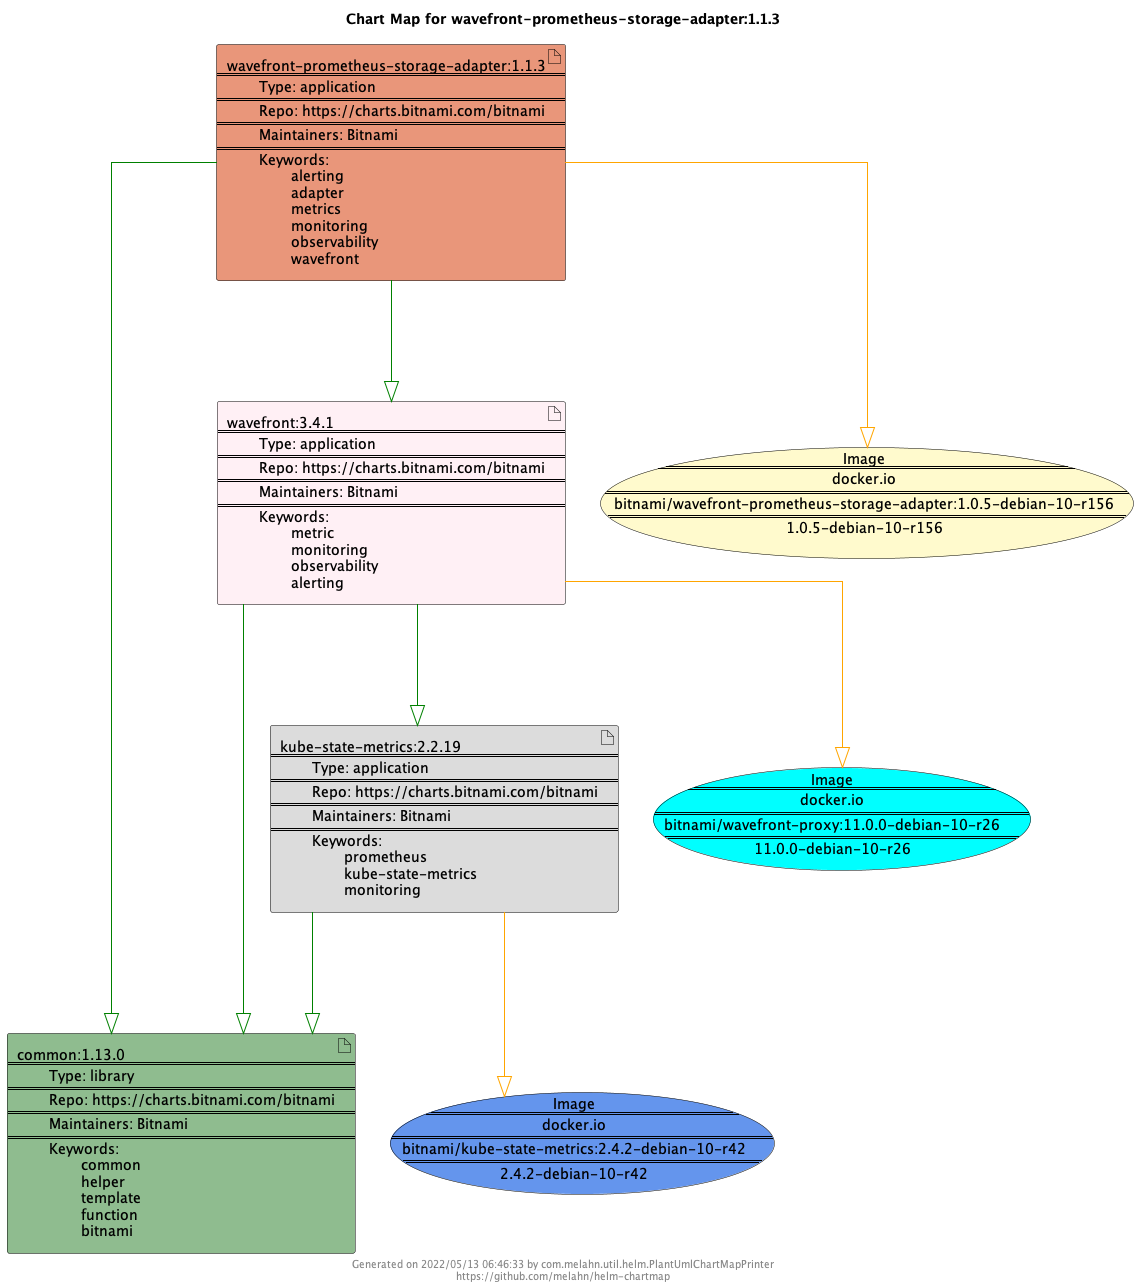 Chart Map for wavefront-prometheus-storage-adapter:1.1.3
wavefront-prometheus-storage-adapter:1.1.3
Type: application
Repo: https://charts.bitnami.com/bitnami
Maintainers: Bitnami
Keywords:
alerting
adapter
metrics
monitoring
observability
wavefront
wavefront:3.4.1
Type: application
Repo: https://charts.bitnami.com/bitnami
Maintainers: Bitnami
Keywords:
metric
monitoring
observability
alerting
Image
docker.io
bitnami/wavefront-prometheus-storage-adapter:1.0.5-debian-10-r156
1.0.5-debian-10-r156
kube-state-metrics:2.2.19
Type: application
Repo: https://charts.bitnami.com/bitnami
Maintainers: Bitnami
Keywords:
prometheus
kube-state-metrics
monitoring
Image
docker.io
bitnami/wavefront-proxy:11.0.0-debian-10-r26
11.0.0-debian-10-r26
common:1.13.0
Type: library
Repo: https://charts.bitnami.com/bitnami
Maintainers: Bitnami
Keywords:
common
helper
template
function
bitnami
Image
docker.io
bitnami/kube-state-metrics:2.4.2-debian-10-r42
2.4.2-debian-10-r42
Generated on 2022/05/13 06:46:33 by com.melahn.util.helm.PlantUmlChartMapPrinter
https://github.com/melahn/helm-chartmap